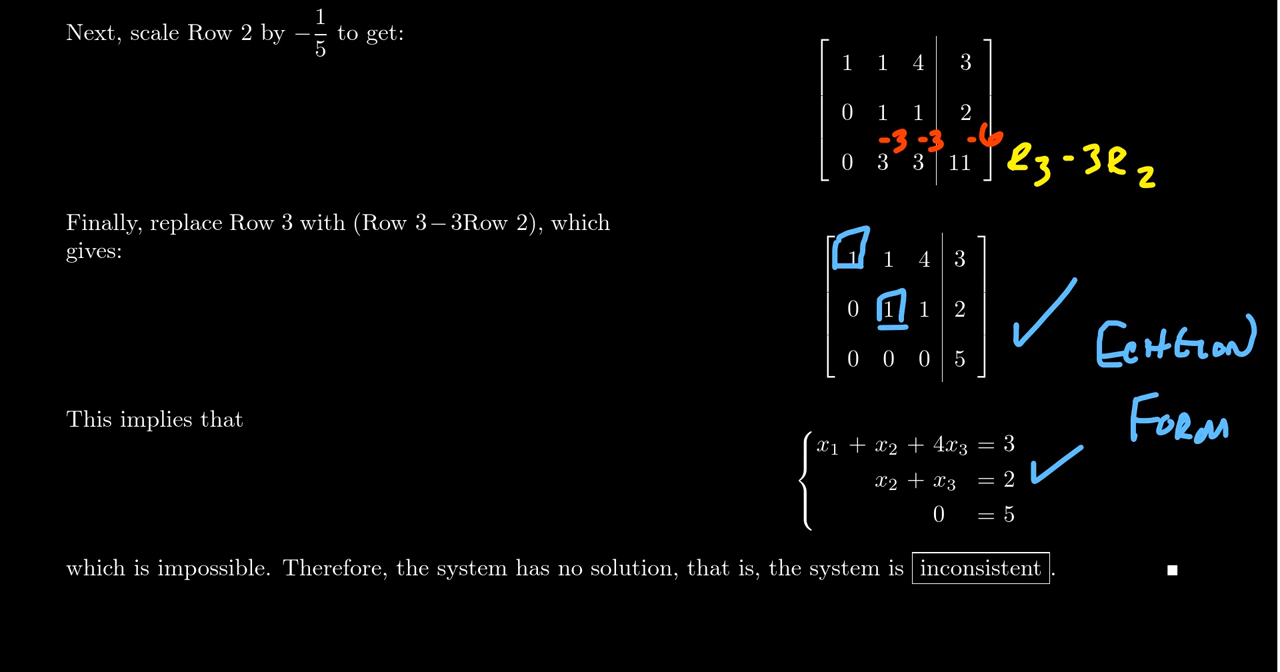 Next, scale Row 2 by −1/5 to get:
1 1 4 | 3
0 1 1 | 2
-3 -3 -6
0 3 3 | 11 R3 - 3R2
Finally, replace Row 3 with (Row 3−3Row 2), which
gives:
1 1 4 | 3
0 1 1 | 2
0 0 0 | 5
FORM
This implies that
x₁ + x₂ + 4x₃ = 3
x₂ + x₃ = 2
0 = 5
which is impossible. Therefore, the system has no solution, that is, the system is inconsistent.